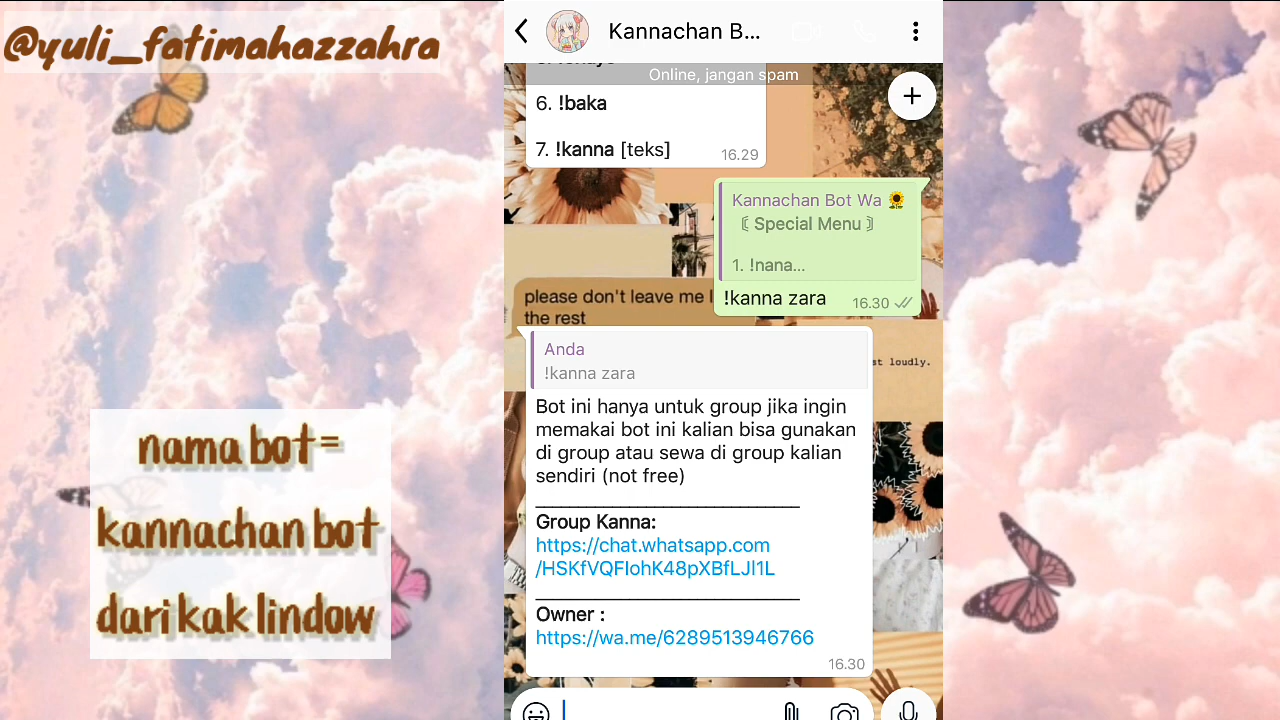 @yuli_fatimahazzahra
Kannachan B...
Online, jangan spam
6. !baka
7. !kanna [teks]
16.29
Kannachan Bot Wa 🌻
〘 Special Menu 〙
1. !nana...
!kanna zara
16.30
please don't leave me l
the rest
st loudly.
Anda
!kanna zara
Bot ini hanya untuk group jika ingin
memakai bot ini kalian bisa gunakan
di group atau sewa di group kalian
sendiri (not free)
Group Kanna:
https://chat.whatsapp.com
/HSKfVQFIohK48pXBfLJl1L
Owner :
https://wa.me/6289513946766
16.30
nama bot=
kannachan bot
dari kak lindow